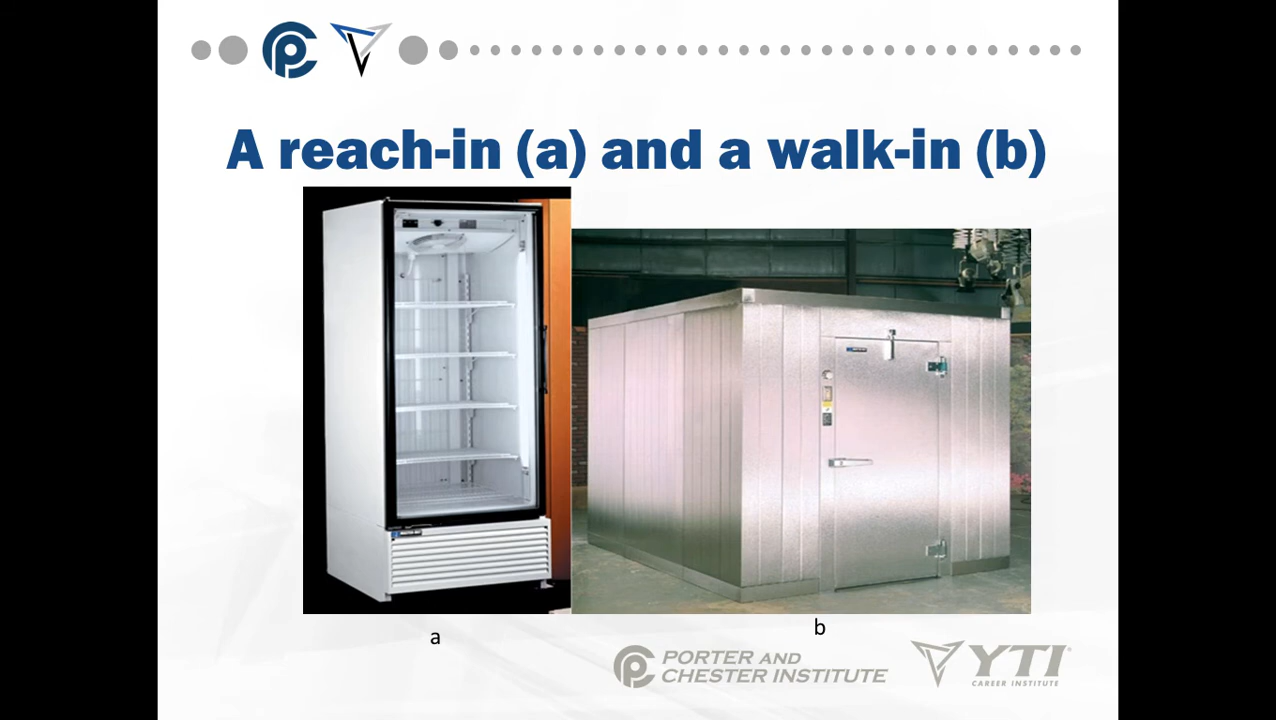 A reach-in (a) and a walk-in (b)
a
b
PORTER AND
CHESTER INSTITUTE
YTI
CAREER INSTITUTE